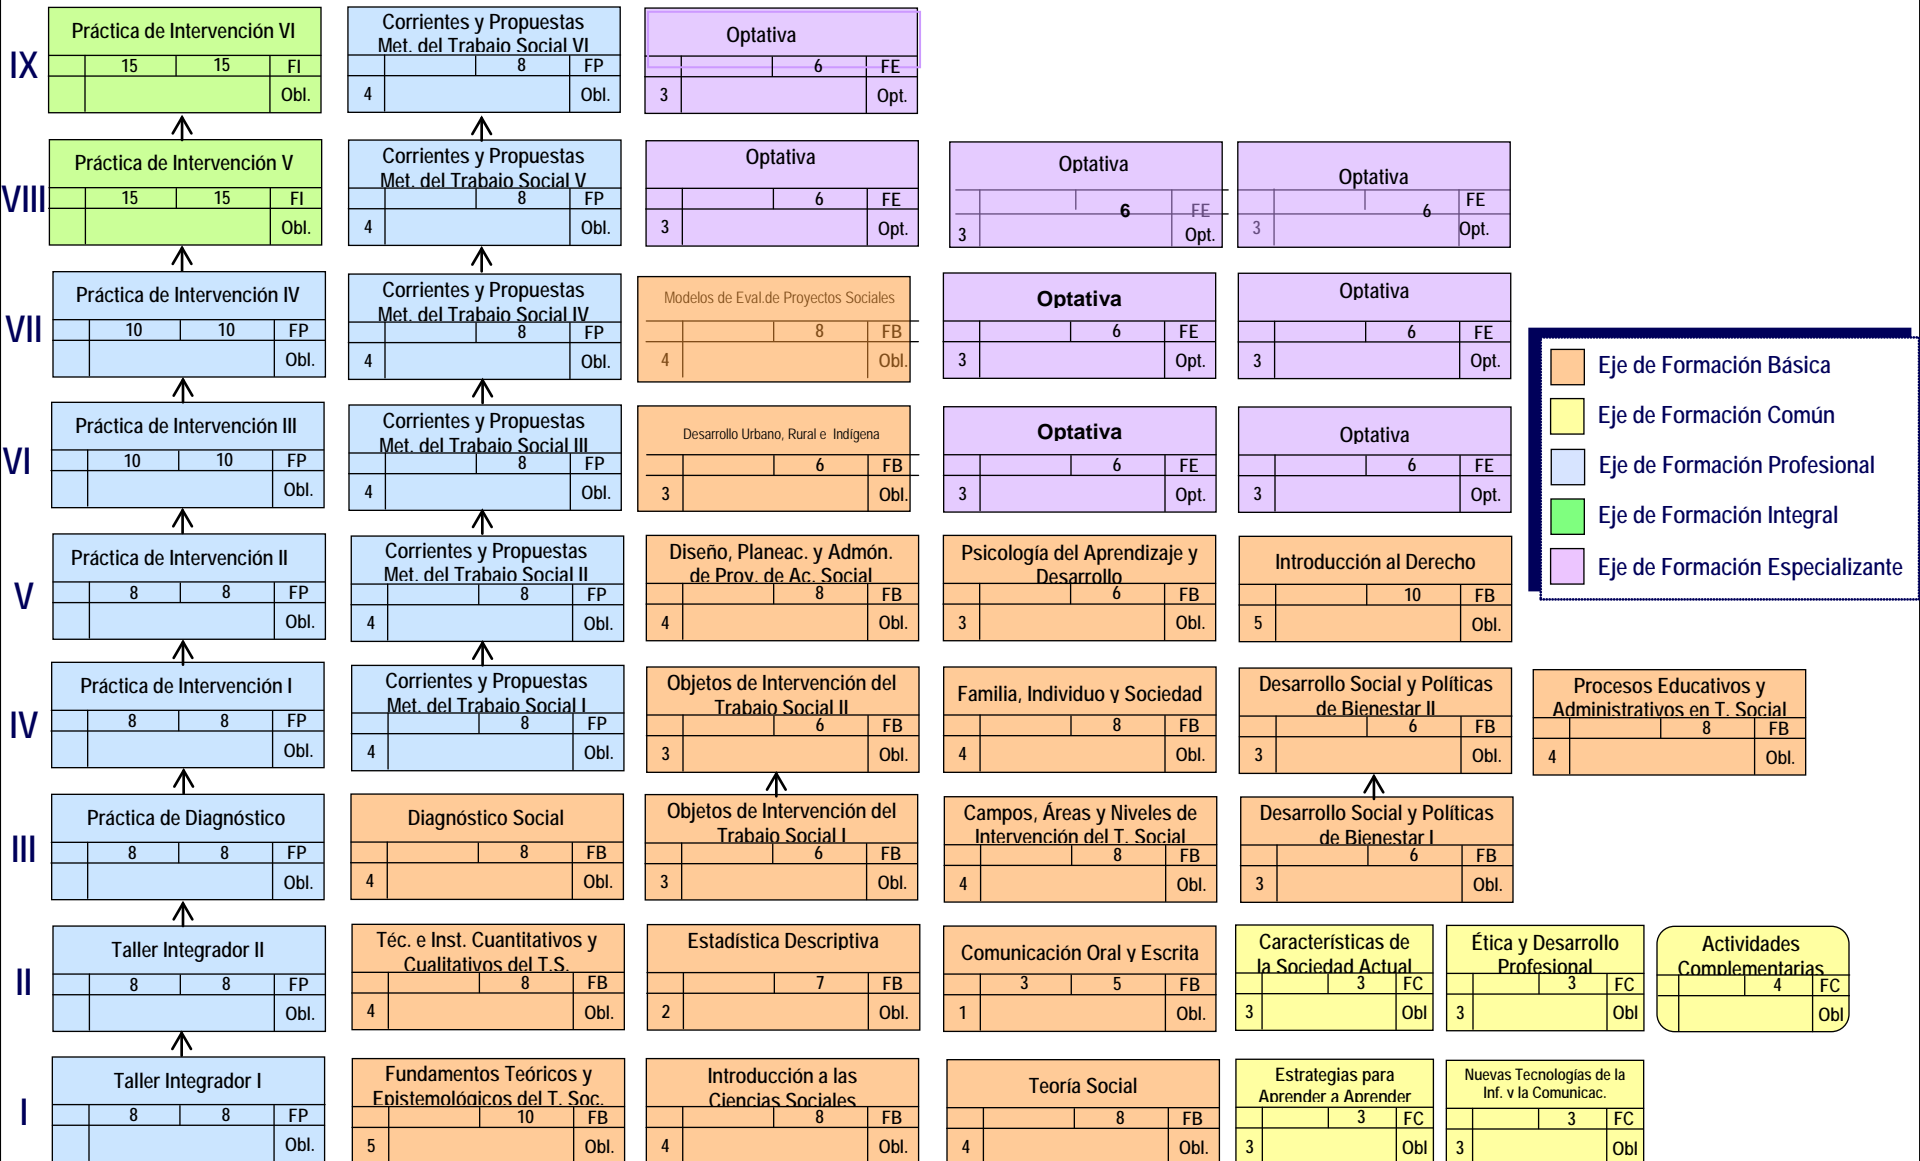 IX
Práctica de Intervención VI
15 15 FI
Obl.
Corrientes y Propuestas
Met. del Trabajo Social VI
8 FP
4 Obl.
Optativa
6 FE
3 Opt.
VIII
Práctica de Intervención V
15 15 FI
Obl.
Corrientes y Propuestas
Met. del Trabajo Social V
8 FP
4 Obl.
Optativa
6 FE
3 Opt.
Optativa
6 FE
3 Opt.
Optativa
6 FE
3 Opt.
VII
Práctica de Intervención IV
10 10 FP
Obl.
Corrientes y Propuestas
Met. del Trabajo Social IV
8 FP
4 Obl.
Modelos de Eval.de Proyectos Sociales
8 FB
4 Obl.
Optativa
6 FE
3 Opt.
Optativa
6 FE
3 Opt.
VI
Práctica de Intervención III
10 10 FP
Obl.
Corrientes y Propuestas
Met. del Trabajo Social III
8 FP
4 Obl.
Desarrollo Urbano, Rural e Indígena
6 FB
3 Obl.
Optativa
6 FE
3 Opt.
Optativa
6 FE
3 Opt.
Eje de Formación Básica
Eje de Formación Común
Eje de Formación Profesional
Eje de Formación Integral
Eje de Formación Especializante
V
Práctica de Intervención II
8 8 FP
Obl.
Corrientes y Propuestas
Met. del Trabajo Social II
8 FP
4 Obl.
Diseño, Planeac. y Admón.
de Proy. de Ac. Social
8 FB
4 Obl.
Psicología del Aprendizaje y
Desarrollo
6 FB
3 Obl.
Introducción al Derecho
10 FB
5 Obl.
IV
Práctica de Intervención I
8 8 FP
Obl.
Corrientes y Propuestas
Met. del Trabajo Social I
8 FP
4 Obl.
Objetos de Intervención del
Trabajo Social II
6 FB
3 Obl.
Familia, Individuo y Sociedad
8 FB
4 Obl.
Desarrollo Social y Políticas
de Bienestar II
6 FB
3 Obl.
Procesos Educativos y
Administrativos en T. Social
8 FB
4 Obl.
III
Práctica de Diagnóstico
8 8 FP
Obl.
Diagnóstico Social
8 FB
4 Obl.
Objetos de Intervención del
Trabajo Social I
6 FB
3 Obl.
Campos, Áreas y Niveles de
Intervención del T. Social
8 FB
4 Obl.
Desarrollo Social y Políticas
de Bienestar I
6 FB
3 Obl.
II
Taller Integrador II
8 8 FP
Obl.
Téc. e Inst. Cuantitativos y
Cualitativos del T.S.
8 FB
4 Obl.
Estadística Descriptiva
7 FB
2 Obl.
Comunicación Oral y Escrita
3 5 FB
1 Obl.
Características de
la Sociedad Actual
3 FC
3 Obl
Ética y Desarrollo
Profesional
3 FC
3 Obl
Actividades
Complementarias
4 FC
Obl
I
Taller Integrador I
8 8 FP
Obl.
Fundamentos Teóricos y
Epistemológicos del T. Soc.
10 FB
5 Obl.
Introducción a las
Ciencias Sociales
8 FB
4 Obl.
Teoría Social
8 FB
4 Obl.
Estrategias para
Aprender a Aprender
3 FC
3 Obl
Nuevas Tecnologías de la
Inf. y la Comunicac.
3 FC
3 Obl